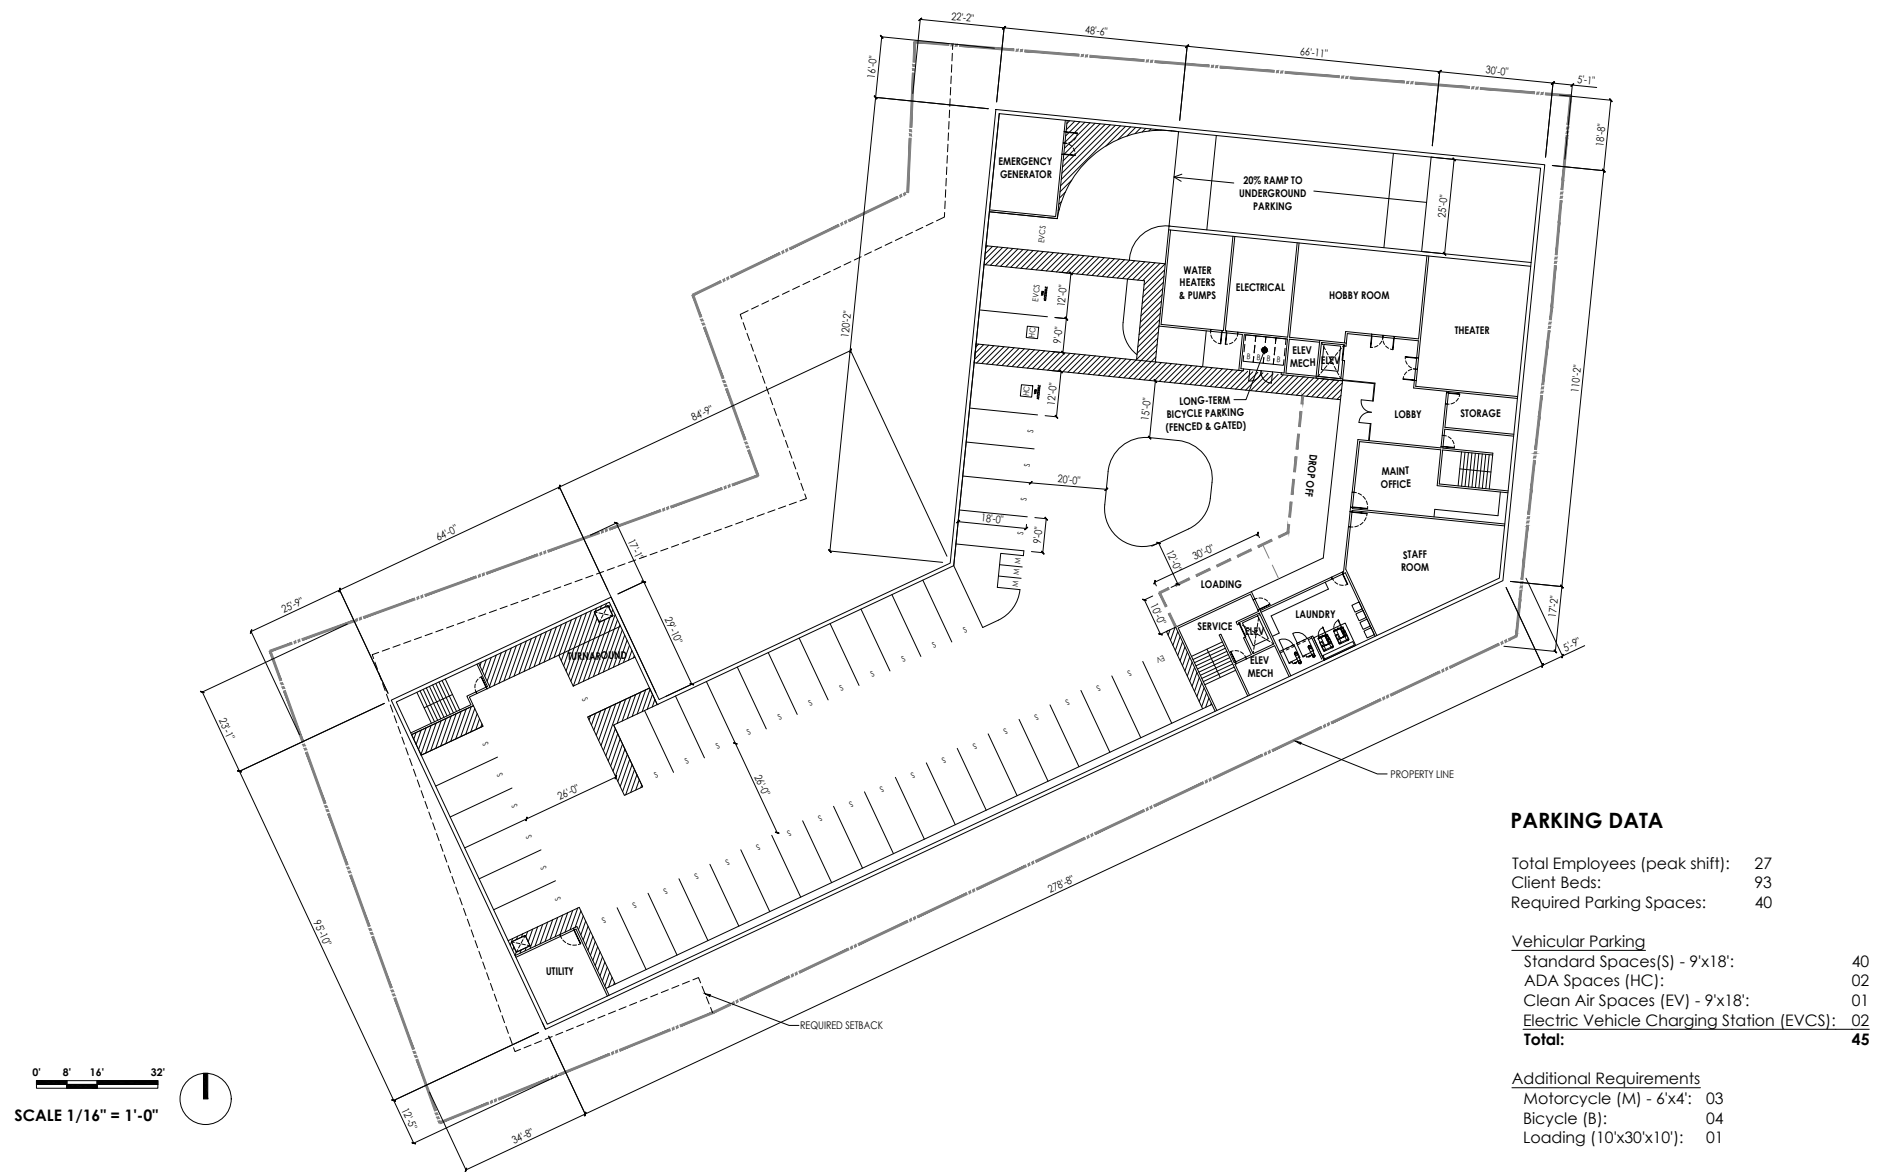 22'-2"
48'-6"
66'-11"
30'-0"
5'-1"
16'-0"
18'-8"
EMERGENCY
GENERATOR
20% RAMP TO
UNDERGROUND
PARKING
25'-0"
EVCS
WATER
HEATERS
& PUMPS
ELECTRICAL
HOBBY ROOM
THEATER
EVCS
12'-0"
HC
9'-0"
120'-2"
B B B B
ELEV
MECH
ELEV
110'-2"
HC
12'-0"
15'-0"
LONG-TERM
BICYCLE PARKING
(FENCED & GATED)
LOBBY
STORAGE
84'-9"
S
S
S
S
20'-0"
DROP OFF
MAINT
OFFICE
18'-0"
9'-0"
64'-0"
17'-1"
M M M
12'-0"
30'-0"
LOADING
STAFF
ROOM
25'-9"
29'-10"
10'-0"
SERVICE
ELEV
LAUNDRY
17'-2"
5'-9"
TURNAROUND
EV
ELEV
MECH
S S S S S S S S
S S S S
S S S S S
S S S S S S S S S S S S S S S S S S
23'-1"
26'-0"
26'-0"
PROPERTY LINE
278'-8"
95'-10"
UTILITY
REQUIRED SETBACK
12'-5"
34'-8"
0' 8' 16' 32'
SCALE 1/16" = 1'-0"
PARKING DATA
Total Employees (peak shift): 27
Client Beds: 93
Required Parking Spaces: 40
Vehicular Parking
Standard Spaces(S) - 9'x18': 40
ADA Spaces (HC): 02
Clean Air Spaces (EV) - 9'x18': 01
Electric Vehicle Charging Station (EVCS): 02
Total: 45
Additional Requirements
Motorcycle (M) - 6'x4': 03
Bicycle (B): 04
Loading (10'x30'x10'): 01